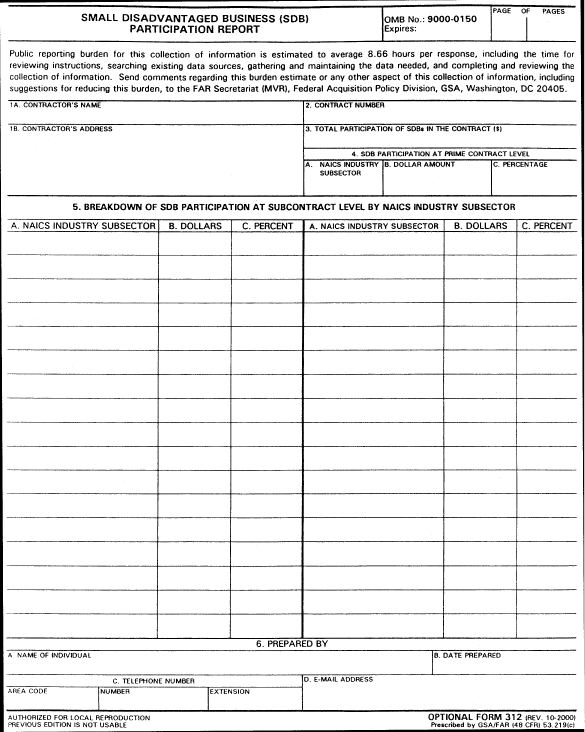 SMALL DISADVANTAGED BUSINESS (SDB)
PARTICIPATION REPORT
OMB No.: 9000-0150
Expires:
PAGE OF PAGES
Public reporting burden for this collection of information is estimated to average 8.66 hours per response, including the time for
reviewing instructions, searching existing data sources, gathering and maintaining the data needed, and completing and reviewing the
collection of information. Send comments regarding this burden estimate or any other aspect of this collection of information, including
suggestions for reducing this burden, to the FAR Secretariat (MVR), Federal Acquisition Policy Division, GSA, Washington, DC 20405.
1A. CONTRACTOR'S NAME
2. CONTRACT NUMBER
1B. CONTRACTOR'S ADDRESS
3. TOTAL PARTICIPATION OF SDBs IN THE CONTRACT ($)
4. SDB PARTICIPATION AT PRIME CONTRACT LEVEL
A. NAICS INDUSTRY
SUBSECTOR
B. DOLLAR AMOUNT
C. PERCENTAGE
5. BREAKDOWN OF SDB PARTICIPATION AT SUBCONTRACT LEVEL BY NAICS INDUSTRY SUBSECTOR
A. NAICS INDUSTRY SUBSECTOR B. DOLLARS C. PERCENT A. NAICS INDUSTRY SUBSECTOR B. DOLLARS C. PERCENT
6. PREPARED BY
A NAME OF INDIVIDUAL
B. DATE PREPARED
C. TELEPHONE NUMBER
D. E-MAIL ADDRESS
AREA CODE NUMBER EXTENSION
AUTHORIZED FOR LOCAL REPRODUCTION
PREVIOUS EDITION IS NOT USABLE
OPTIONAL FORM 312 (REV. 10-2000)
Prescribed by GSA/FAR (48 CFR) 53.219(c)